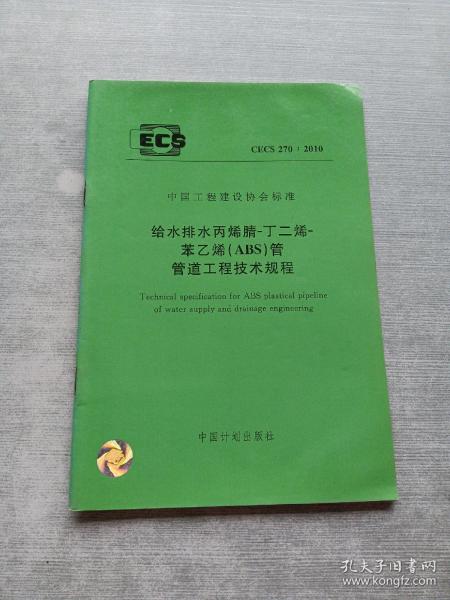 ECS
CECS 270：2010
中国工程建设协会标准
给水排水丙烯腈-丁二烯-
苯乙烯(ABS)管
管道工程技术规程
Technical specification for ABS plastical pipeline
of water supply and drainage engineering
中国计划出版社
孔夫子旧书网
www.kongfz.com